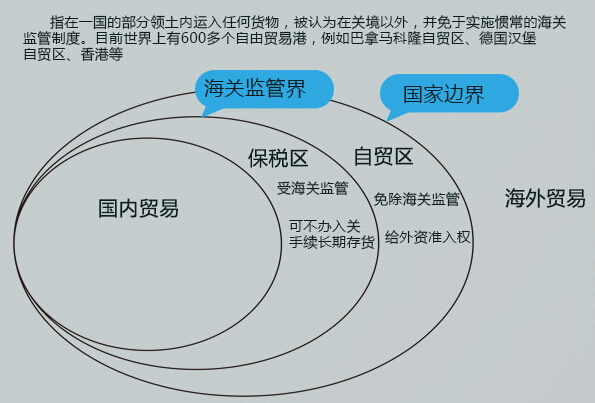 指在一国的部分领土内运入任何货物，被认为在关境以外，并免于实施惯常的海关
监管制度。目前世界上有600多个自由贸易港，例如巴拿马科隆自贸区、德国汉堡
自贸区、香港等
海关监管界
国家边界
保税区
自贸区
受海关监管
免除海关监管
国内贸易
海外贸易
可不办入关
手续长期存货
给外资准入权